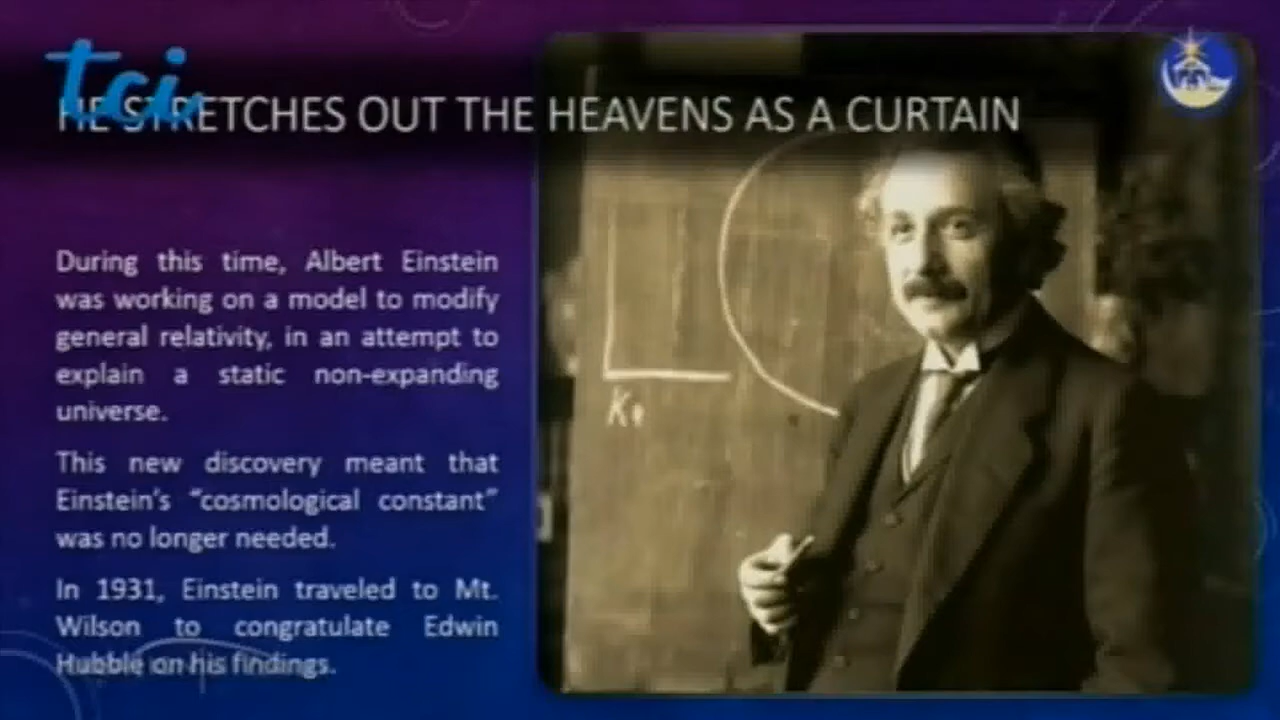 tci
HE STRETCHES OUT THE HEAVENS AS A CURTAIN
During this time, Albert Einstein
was working on a model to modify
general relativity, in an attempt to
explain a static non-expanding
universe.
This new discovery meant that
Einstein's “cosmological constant”
was no longer needed.
In 1931, Einstein traveled to Mt.
Wilson to congratulate Edwin
Hubble on his findings.